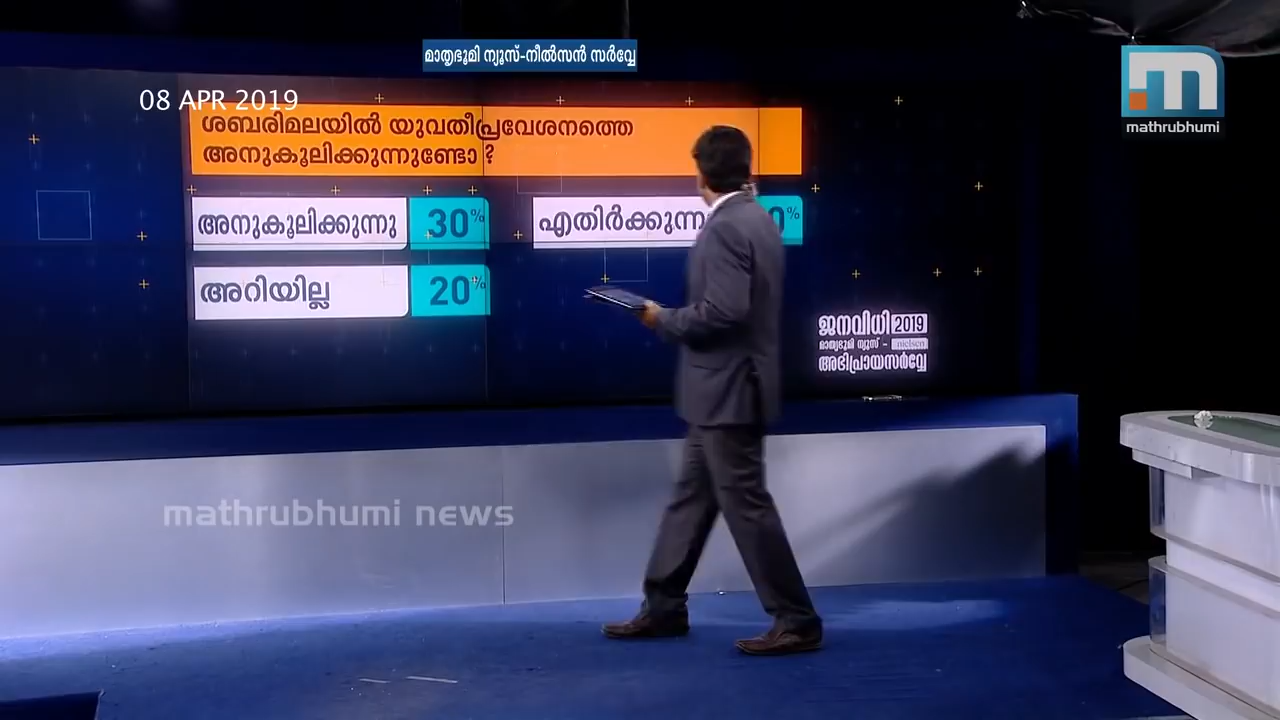 മാതൃഭൂമി ന്യൂസ്-നീൽസൻ സർവ്വേ
mathrubhumi
08 APR 2019
ശബരിമലയിൽ യുവതീപ്രവേശനത്തെ
അനുകൂലിക്കുന്നുണ്ടോ ?
അനുകൂലിക്കുന്നു 30%
അറിയില്ല 20%
ജനവിധി 2019
മാതൃഭൂമി ന്യൂസ് - nielsen
അഭിപ്രായസർവ്വേ
mathrubhumi news